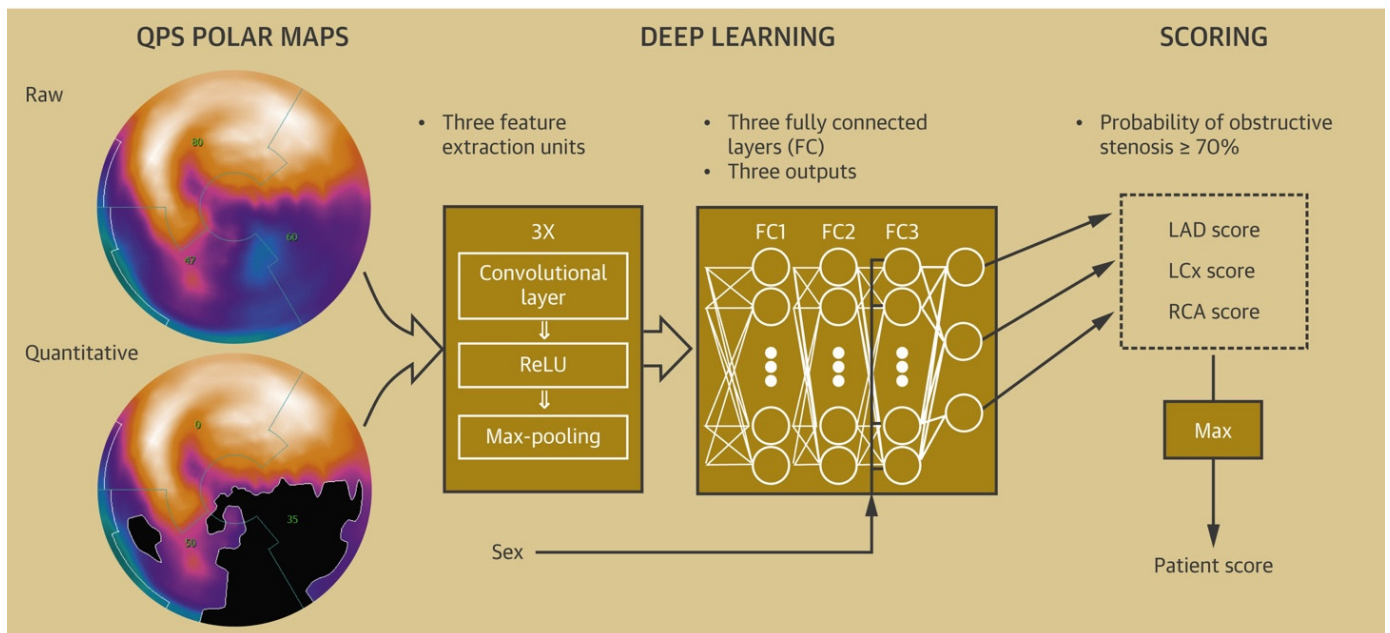 QPS POLAR MAPS
DEEP LEARNING
SCORING
Raw
80
60
42
Quantitative
0
35
50
• Three feature
extraction units
• Three fully connected
layers (FC)
• Three outputs
• Probability of obstructive
stenosis ≥ 70%
3X
Convolutional
layer
⇓
ReLU
⇓
Max-pooling
FC1 FC2 FC3
Sex
LAD score
LCx score
RCA score
Max
Patient score